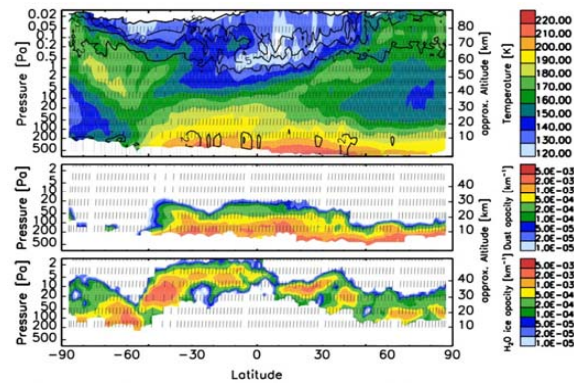 0.02
0.05
0.1
0.2
0.5
1
2
5
10
20
50
100
200
500
Pressure [Pa]
80
70
60
50
40
30
20
10
approx. Altitude [km]
5
220.00
210.00
200.00
190.00
180.00
170.00
160.00
150.00
140.00
130.00
120.00
Temperature [K]
2
5
10
20
50
100
200
500
Pressure [Pa]
40
30
20
10
approx. Altitude [km]
5.0E-03
2.0E-03
1.0E-03
5.0E-04
2.0E-04
1.0E-04
5.0E-05
2.0E-05
1.0E-05
Dust opacity [km⁻¹]
2
5
10
20
50
100
200
500
Pressure [Pa]
40
30
20
10
approx. Altitude [km]
5.0E-03
2.0E-03
1.0E-03
5.0E-04
2.0E-04
1.0E-04
5.0E-05
2.0E-05
1.0E-05
H₂O ice opacity [km⁻¹]
-90 -60 -30 0 30 60 90
Latitude